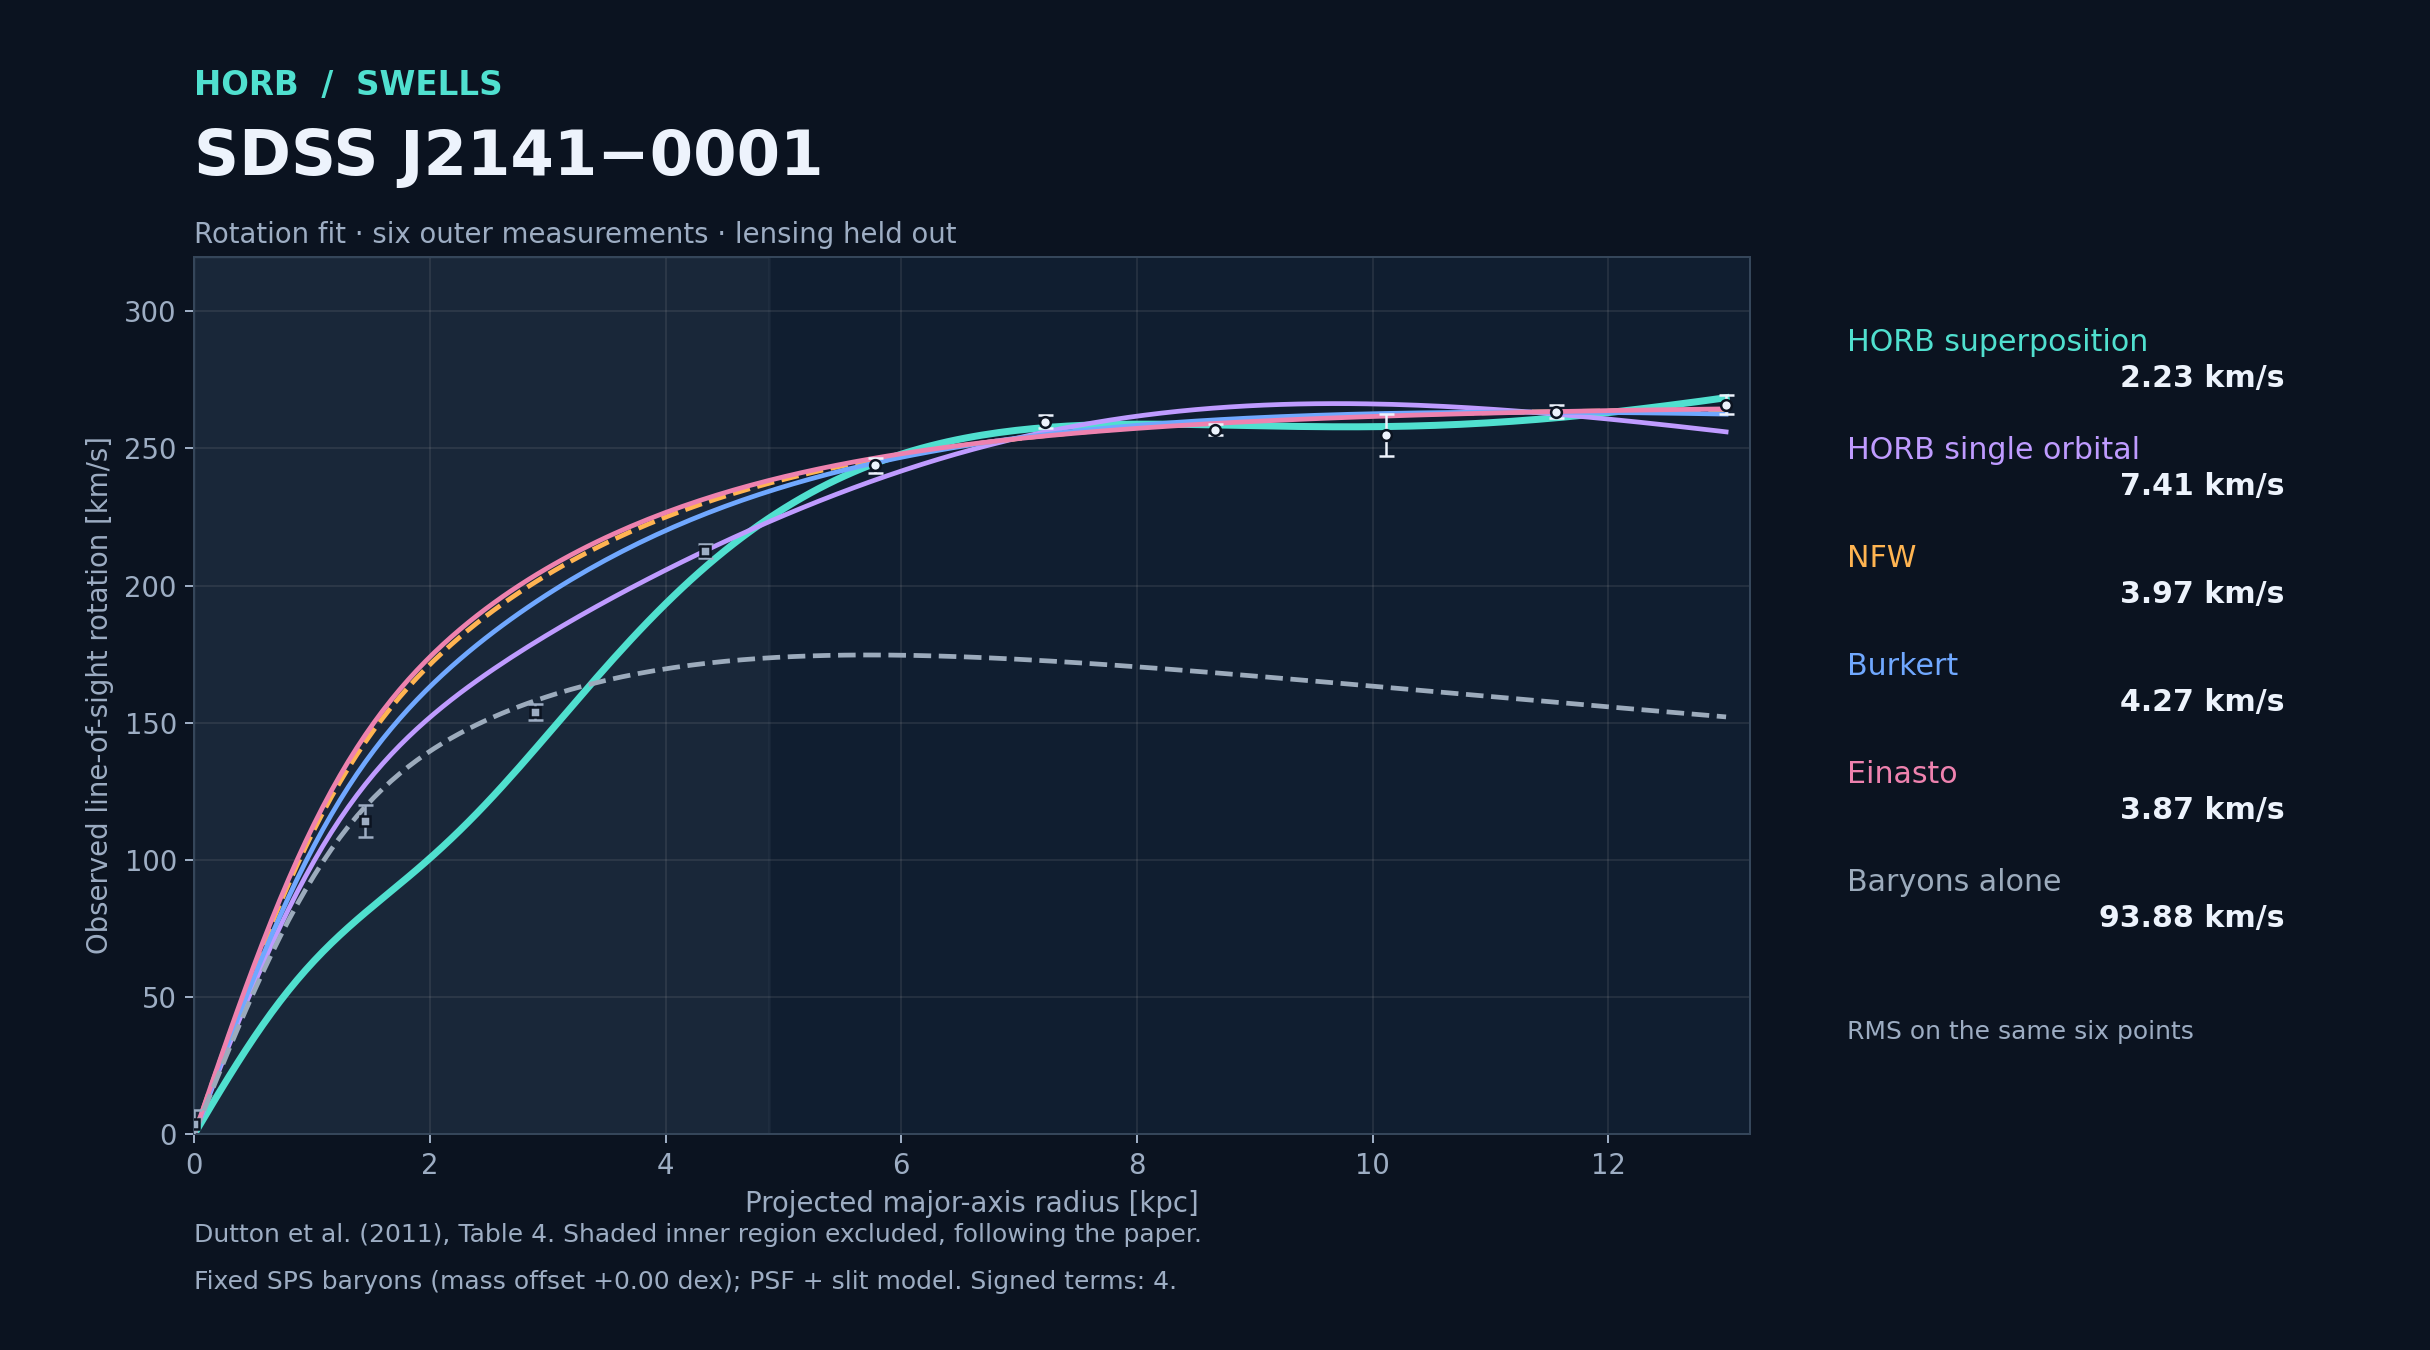 HORB / SWELLS
SDSS J2141−0001
Rotation fit · six outer measurements · lensing held out
Observed line-of-sight rotation [km/s]
300
250
200
150
100
50
0
0 2 4 6 8 10 12
Projected major-axis radius [kpc]
HORB superposition
2.23 km/s
HORB single orbital
7.41 km/s
NFW
3.97 km/s
Burkert
4.27 km/s
Einasto
3.87 km/s
Baryons alone
93.88 km/s
RMS on the same six points
Dutton et al. (2011), Table 4. Shaded inner region excluded, following the paper.
Fixed SPS baryons (mass offset +0.00 dex); PSF + slit model. Signed terms: 4.